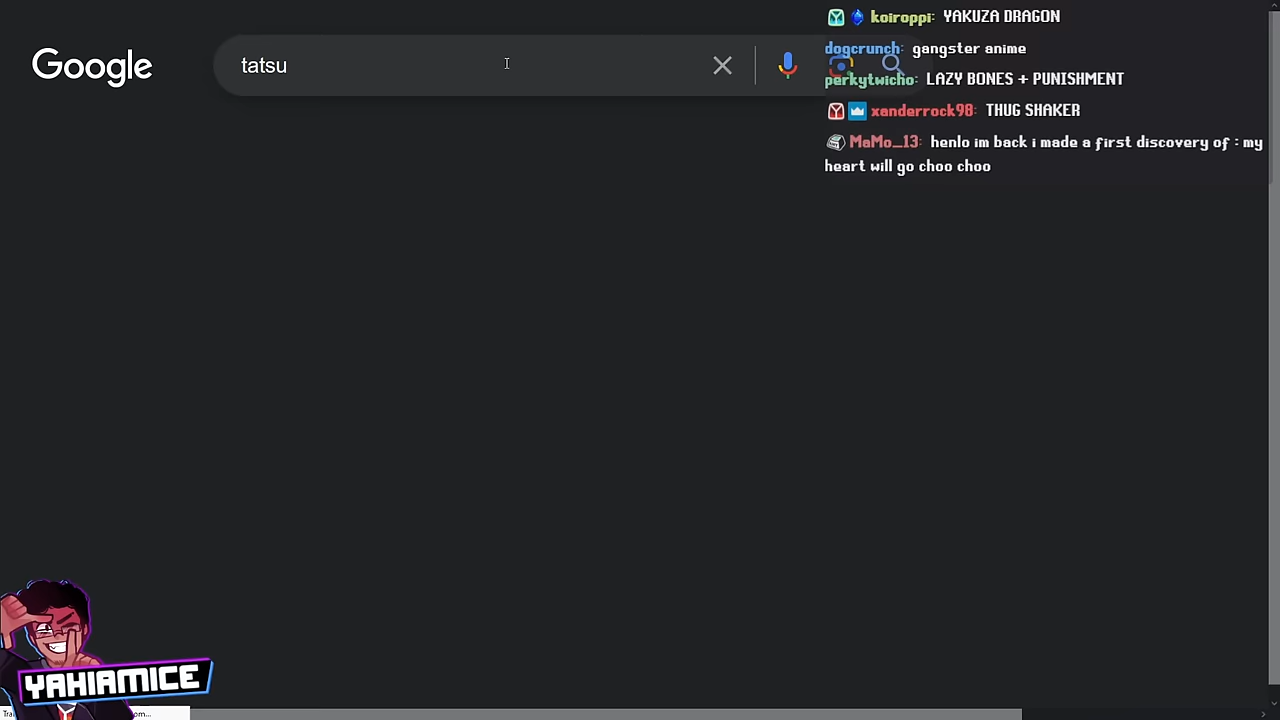 Google
tatsu
koiroppi: YAKUZA DRAGON
dogcrunch: gangster anime
perkytwicho: LAZY BONES + PUNISHMENT
xanderrock98: THUG SHAKER
MaMo_13: henlo im back i made a first discovery of : my
heart will go choo choo
YAHIAMICE